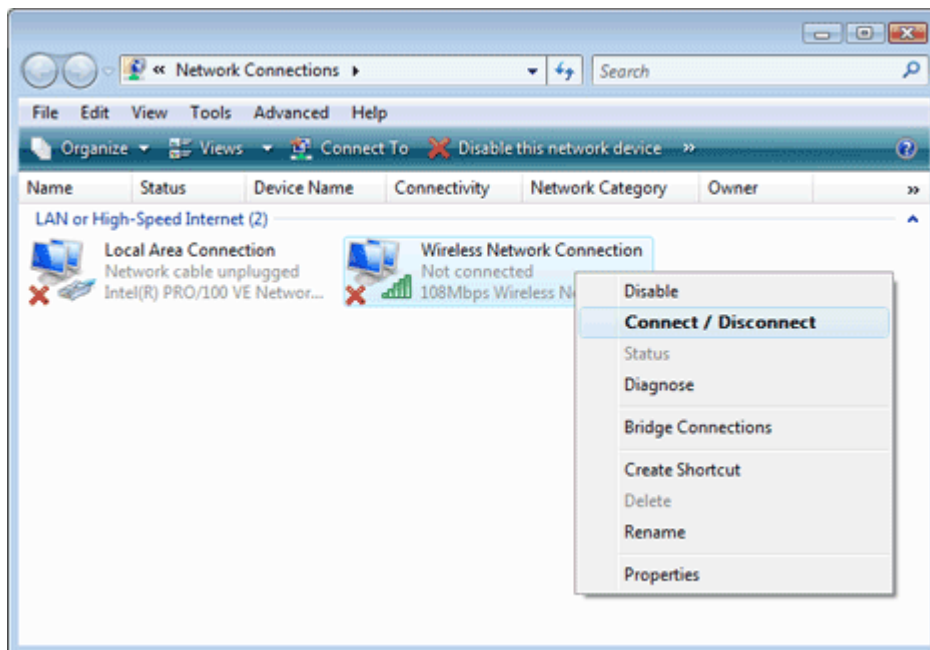 « Network Connections
Search
File Edit View Tools Advanced Help
Organize Views Connect To Disable this network device »
Name Status Device Name Connectivity Network Category Owner »
LAN or High-Speed Internet (2)
Local Area Connection
Network cable unplugged
Intel(R) PRO/100 VE Networ...
Wireless Network Connection
Not connected
108Mbps Wireless N
Disable
Connect / Disconnect
Status
Diagnose
Bridge Connections
Create Shortcut
Delete
Rename
Properties